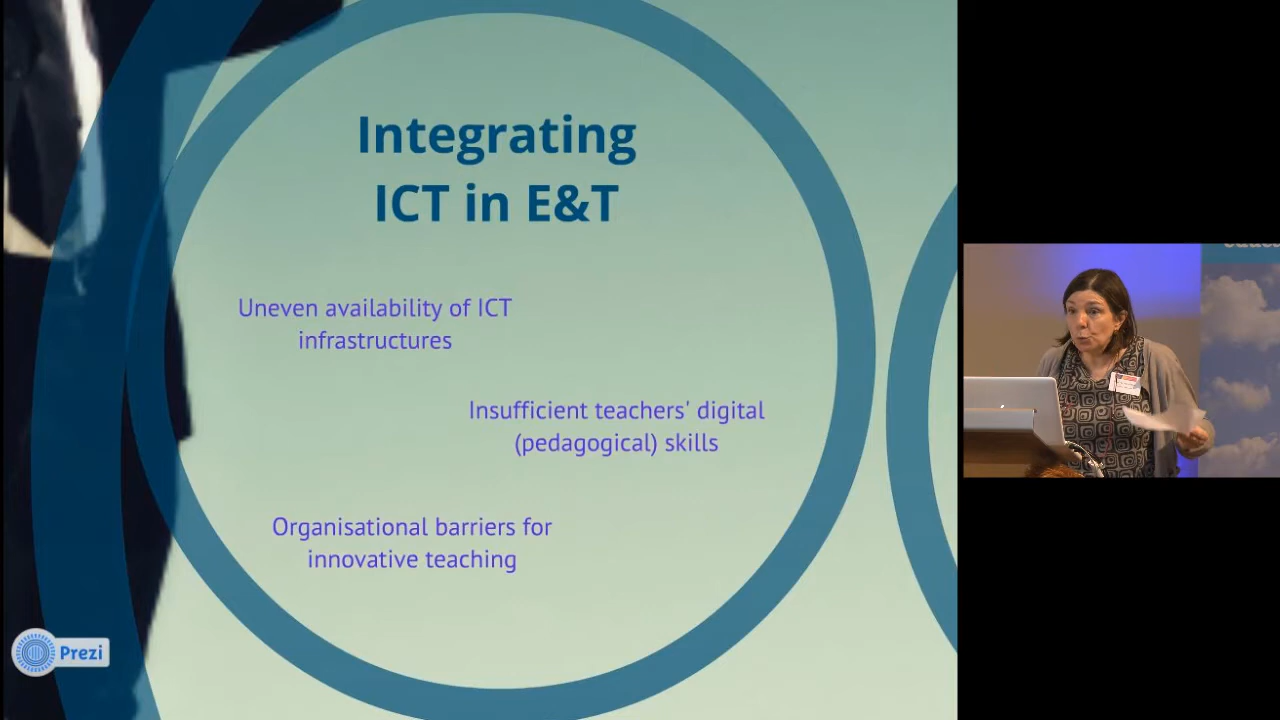 Integrating
ICT in E&T
Uneven availability of ICT
infrastructures
Insufficient teachers' digital
(pedagogical) skills
Organisational barriers for
innovative teaching
Prezi